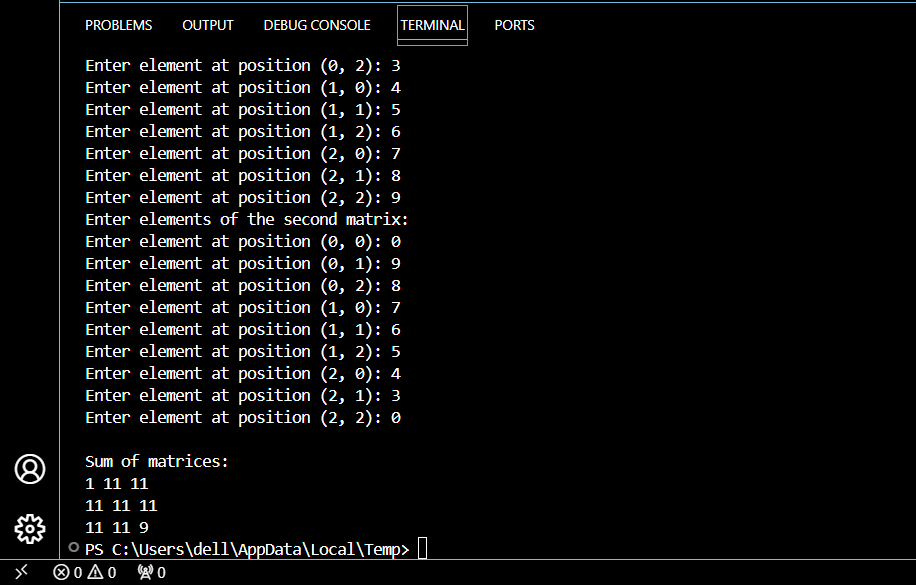 PROBLEMS OUTPUT DEBUG CONSOLE TERMINAL PORTS
Enter element at position (0, 2): 3
Enter element at position (1, 0): 4
Enter element at position (1, 1): 5
Enter element at position (1, 2): 6
Enter element at position (2, 0): 7
Enter element at position (2, 1): 8
Enter element at position (2, 2): 9
Enter elements of the second matrix:
Enter element at position (0, 0): 0
Enter element at position (0, 1): 9
Enter element at position (0, 2): 8
Enter element at position (1, 0): 7
Enter element at position (1, 1): 6
Enter element at position (1, 2): 5
Enter element at position (2, 0): 4
Enter element at position (2, 1): 3
Enter element at position (2, 2): 0
Sum of matrices:
1 11 11
11 11 11
11 11 9
PS C:\Users\dell\AppData\Local\Temp>
0 0 0